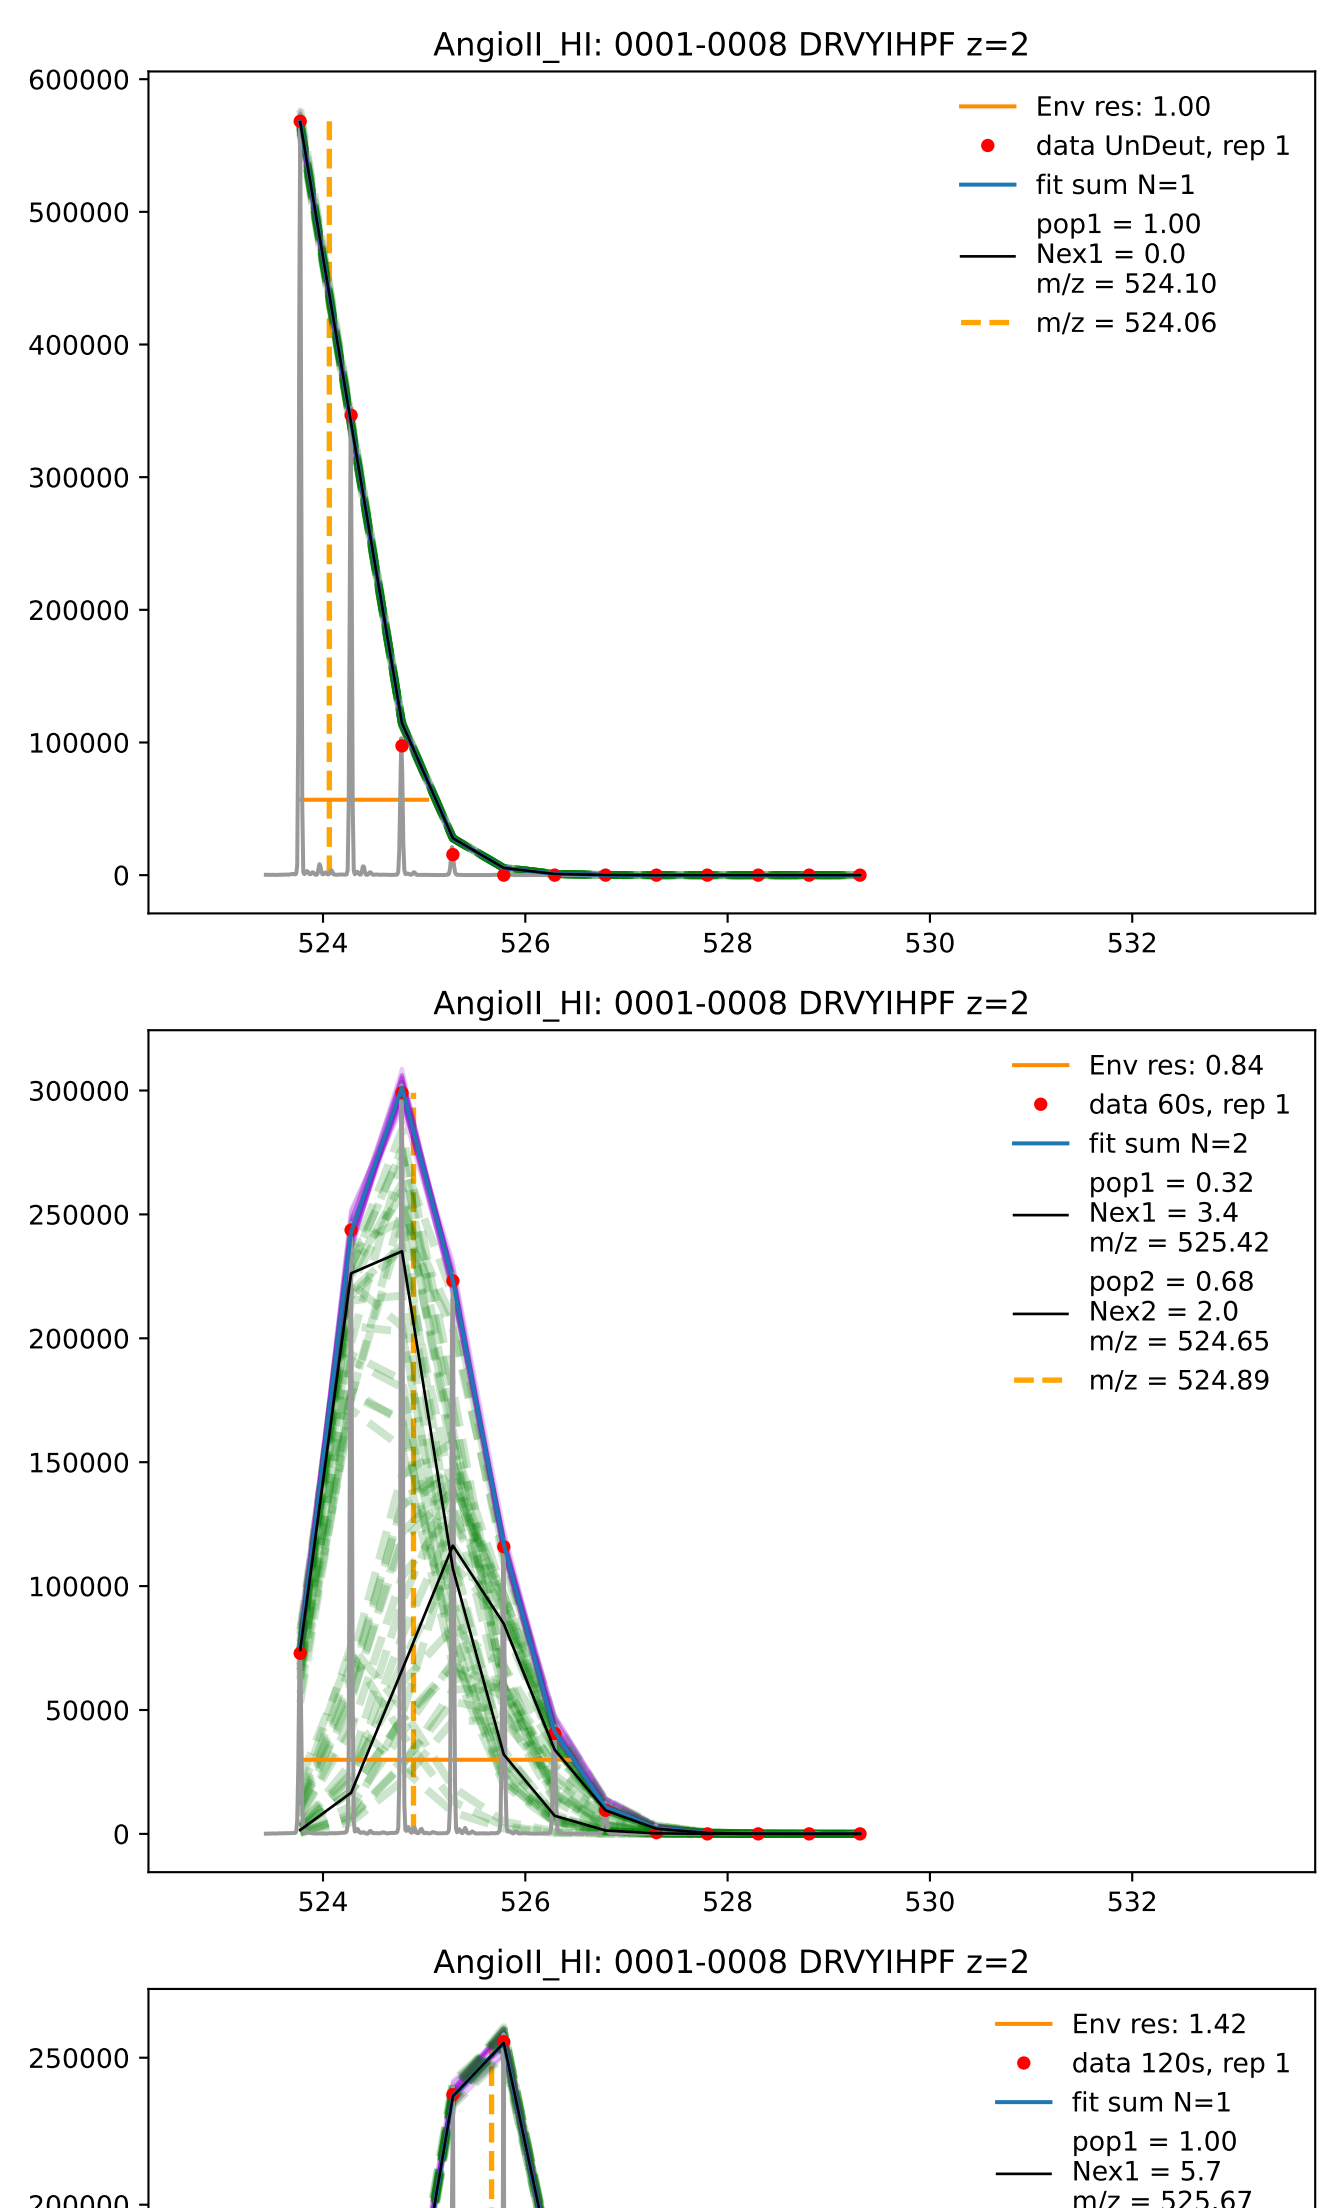 AngioII_HI: 0001-0008 DRVYIHPF z=2
600000
500000
400000
300000
200000
100000
0
524 526 528 530 532
Env res: 1.00
data UnDeut, rep 1
fit sum N=1
pop1 = 1.00
Nex1 = 0.0
m/z = 524.10
m/z = 524.06
AngioII_HI: 0001-0008 DRVYIHPF z=2
300000
250000
200000
150000
100000
50000
0
524 526 528 530 532
Env res: 0.84
data 60s, rep 1
fit sum N=2
pop1 = 0.32
Nex1 = 3.4
m/z = 525.42
pop2 = 0.68
Nex2 = 2.0
m/z = 524.65
m/z = 524.89
AngioII_HI: 0001-0008 DRVYIHPF z=2
250000
200000
Env res: 1.42
data 120s, rep 1
fit sum N=1
pop1 = 1.00
Nex1 = 5.7
m/z = 525.67